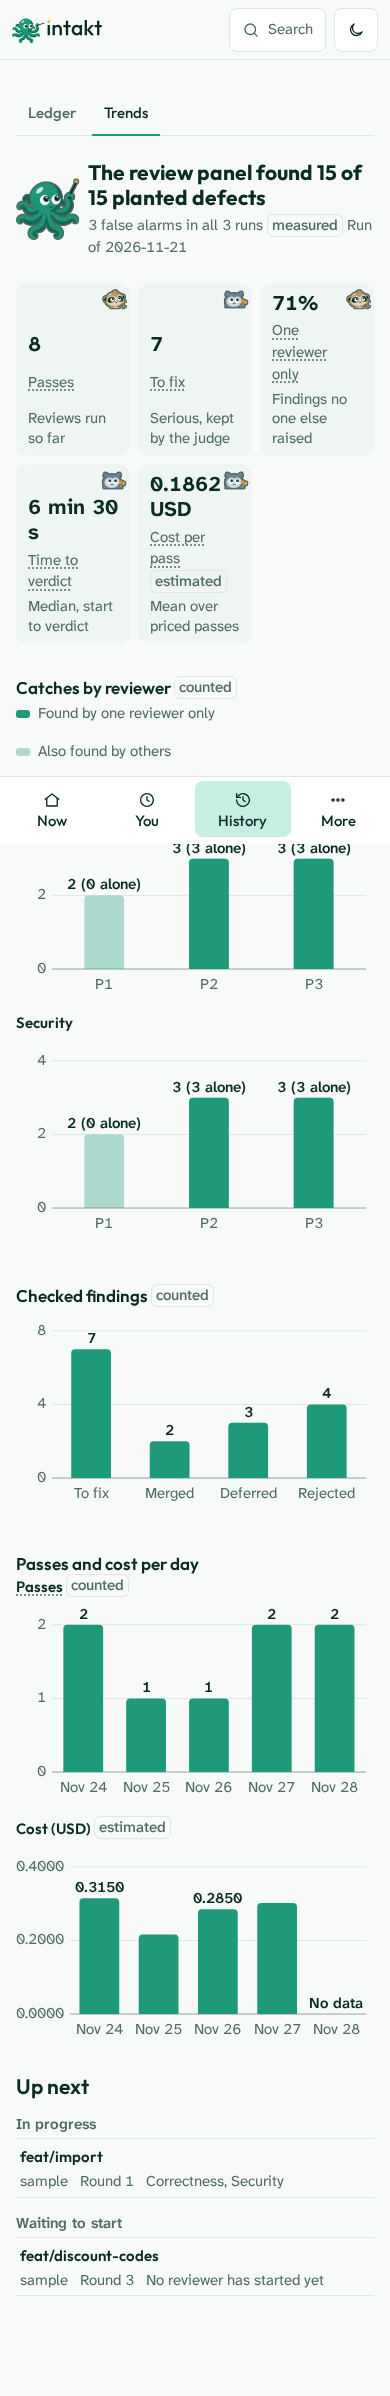 intakt
Search
Ledger Trends
The review panel found 15 of
15 planted defects
3 false alarms in all 3 runs measured Run
of 2026-11-21
8
Passes
Reviews run
so far
7
To fix
Serious, kept
by the judge
71%
One
reviewer
only
Findings no
one else
raised
6 min 30
s
Time to
verdict
Median, start
to verdict
0.1862
USD
Cost per
pass
estimated
Mean over
priced passes
Catches by reviewer counted
Found by one reviewer only
Also found by others
Now You History More
3 (3 alone) 3 (3 alone)
2 (0 alone)
2
0
P1 P2 P3
Security
4
3 (3 alone) 3 (3 alone)
2 (0 alone)
2
0
P1 P2 P3
Checked findings counted
8
7
4
4
3
2
0
To fix Merged Deferred Rejected
Passes and cost per day
Passes counted
2 2 2
2
1 1
1
0
Nov 24 Nov 25 Nov 26 Nov 27 Nov 28
Cost (USD) estimated
0.4000
0.3150
0.2850
0.2000
No data
0.0000
Nov 24 Nov 25 Nov 26 Nov 27 Nov 28
Up next
In progress
feat/import
sample Round 1 Correctness, Security
Waiting to start
feat/discount-codes
sample Round 3 No reviewer has started yet